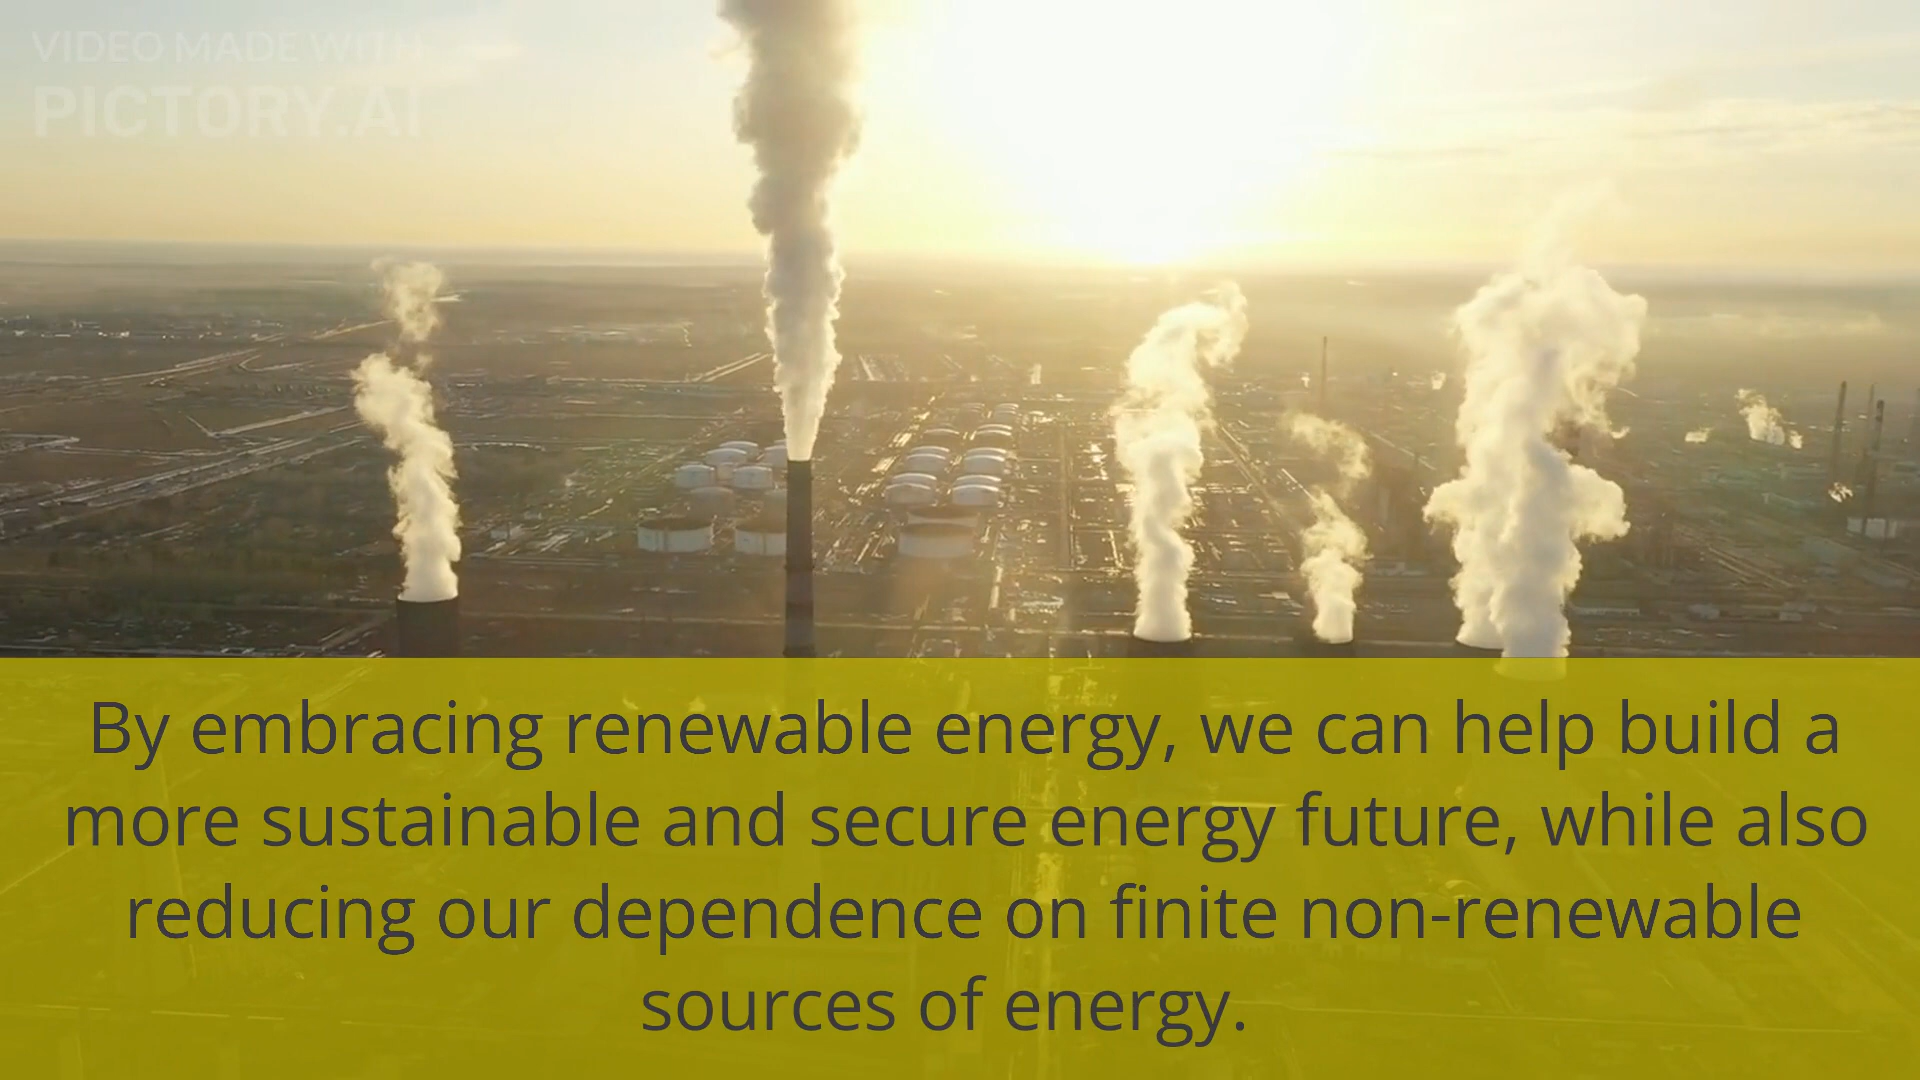 VIDEO MADE WITH
PICTORY.AI
By embracing renewable energy, we can help build a
more sustainable and secure energy future, while also
reducing our dependence on finite non-renewable
sources of energy.